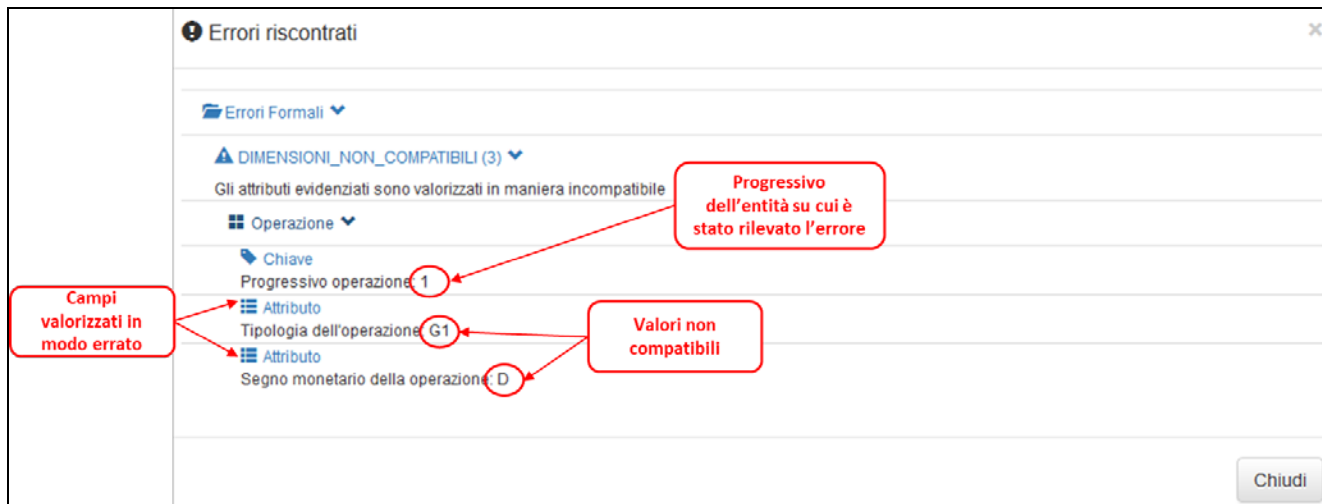 Errori riscontrati
×
Errori Formali
DIMENSIONI_NON_COMPATIBILI (3)
Gli attributi evidenziati sono valorizzati in maniera incompatibile
Progressivo
dell'entità su cui è
stato rilevato l'errore
Operazione
Chiave
Progressivo operazione: 1
Campi
valorizzati in
modo errato
Attributo
Tipologia dell'operazione: G1
Valori non
compatibili
Attributo
Segno monetario della operazione: D
Chiudi